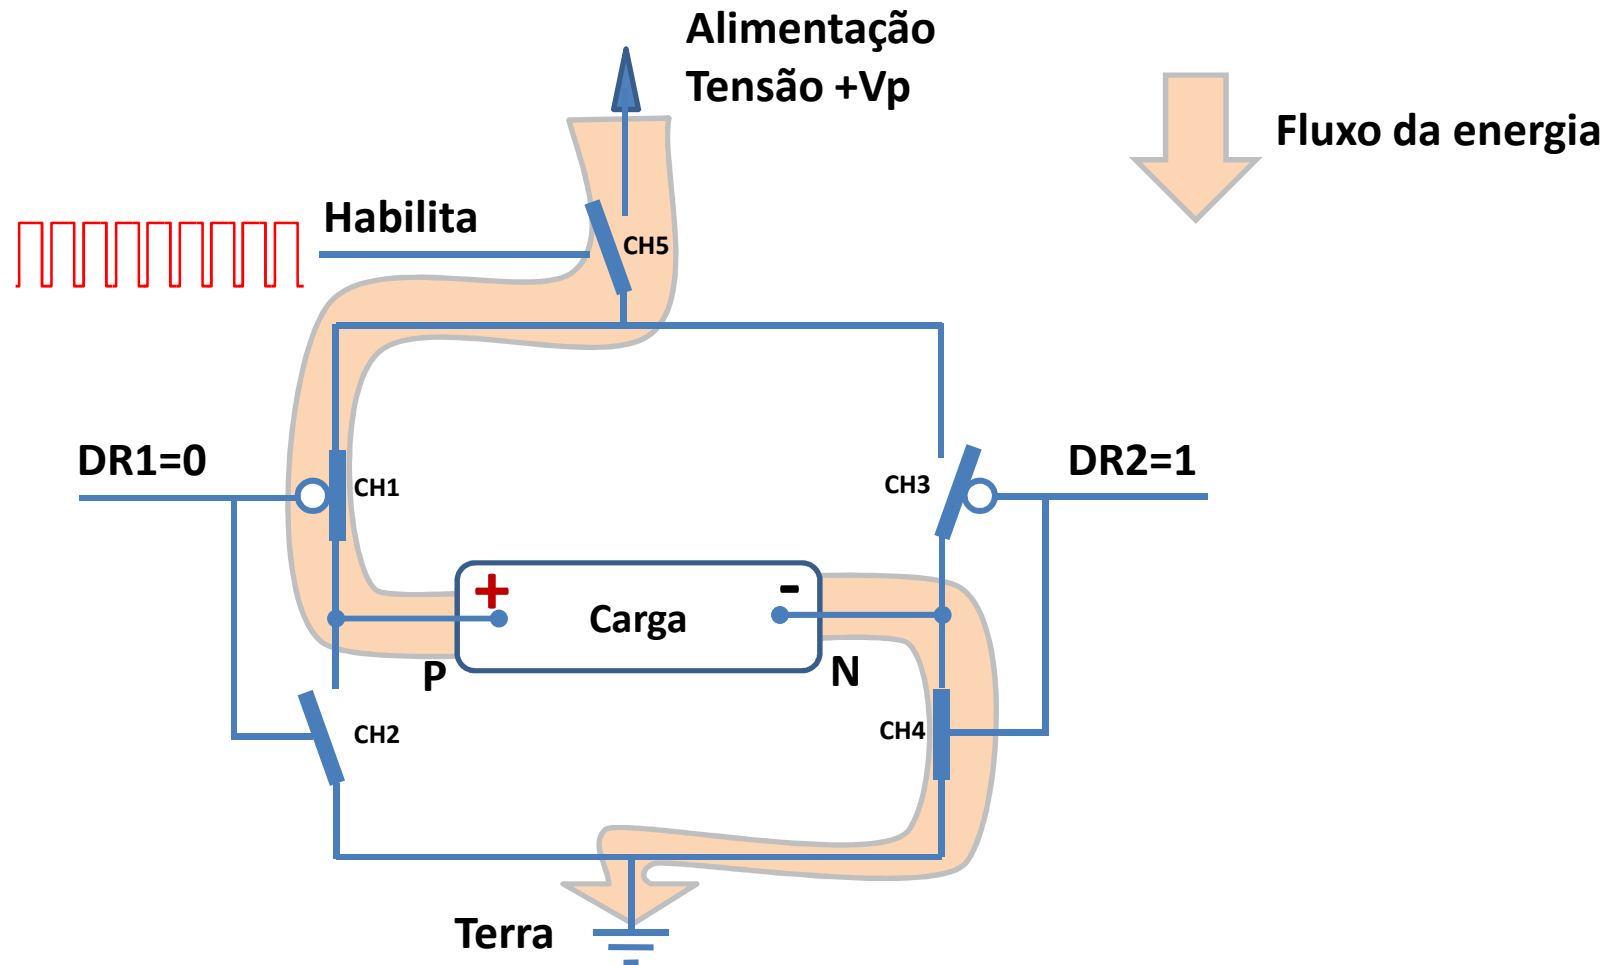 Alimentação
Tensão +Vp
Fluxo da energia
Habilita
CH5
DR1=0
CH1
CH3
DR2=1
+
-
Carga
P
N
CH2
CH4
Terra